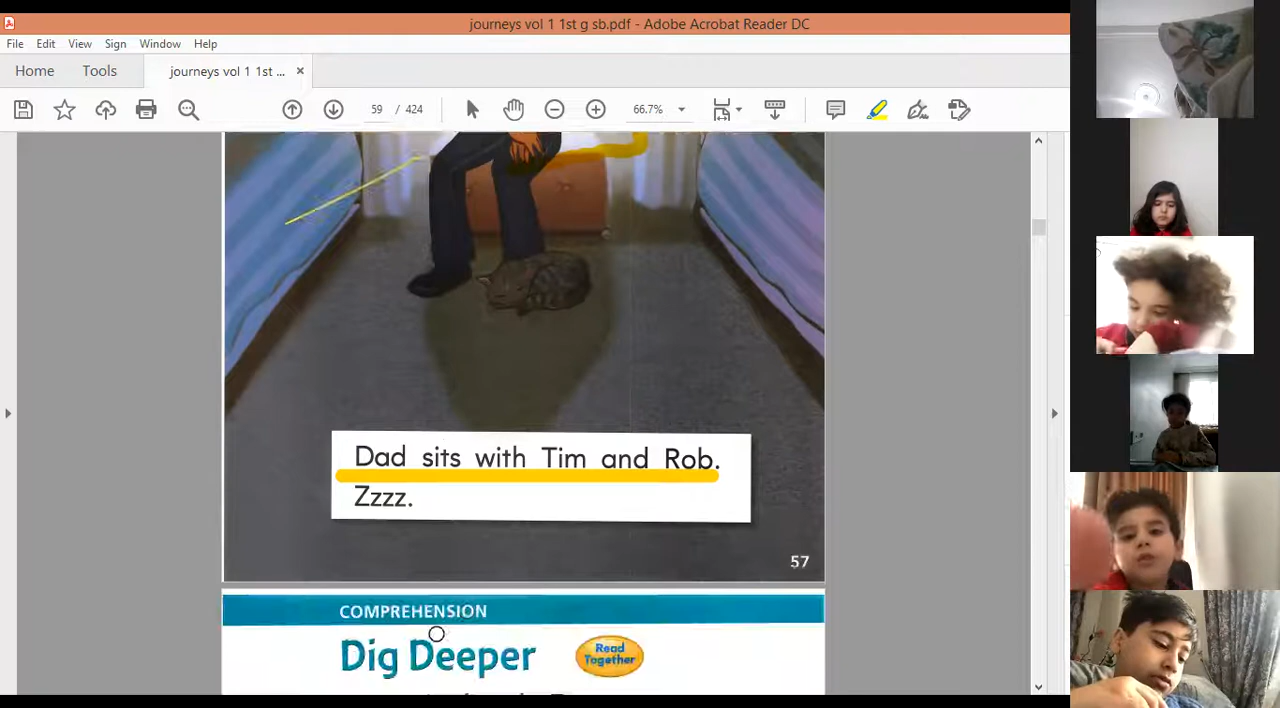 journeys vol 1 1st g sb.pdf - Adobe Acrobat Reader DC
File Edit View Sign Window Help
Home Tools journeys vol 1 1st ... ×
59 / 424 66.7%
Dad sits with Tim and Rob.
Zzzz.
57
COMPREHENSION
Dig Deeper
Read
Together